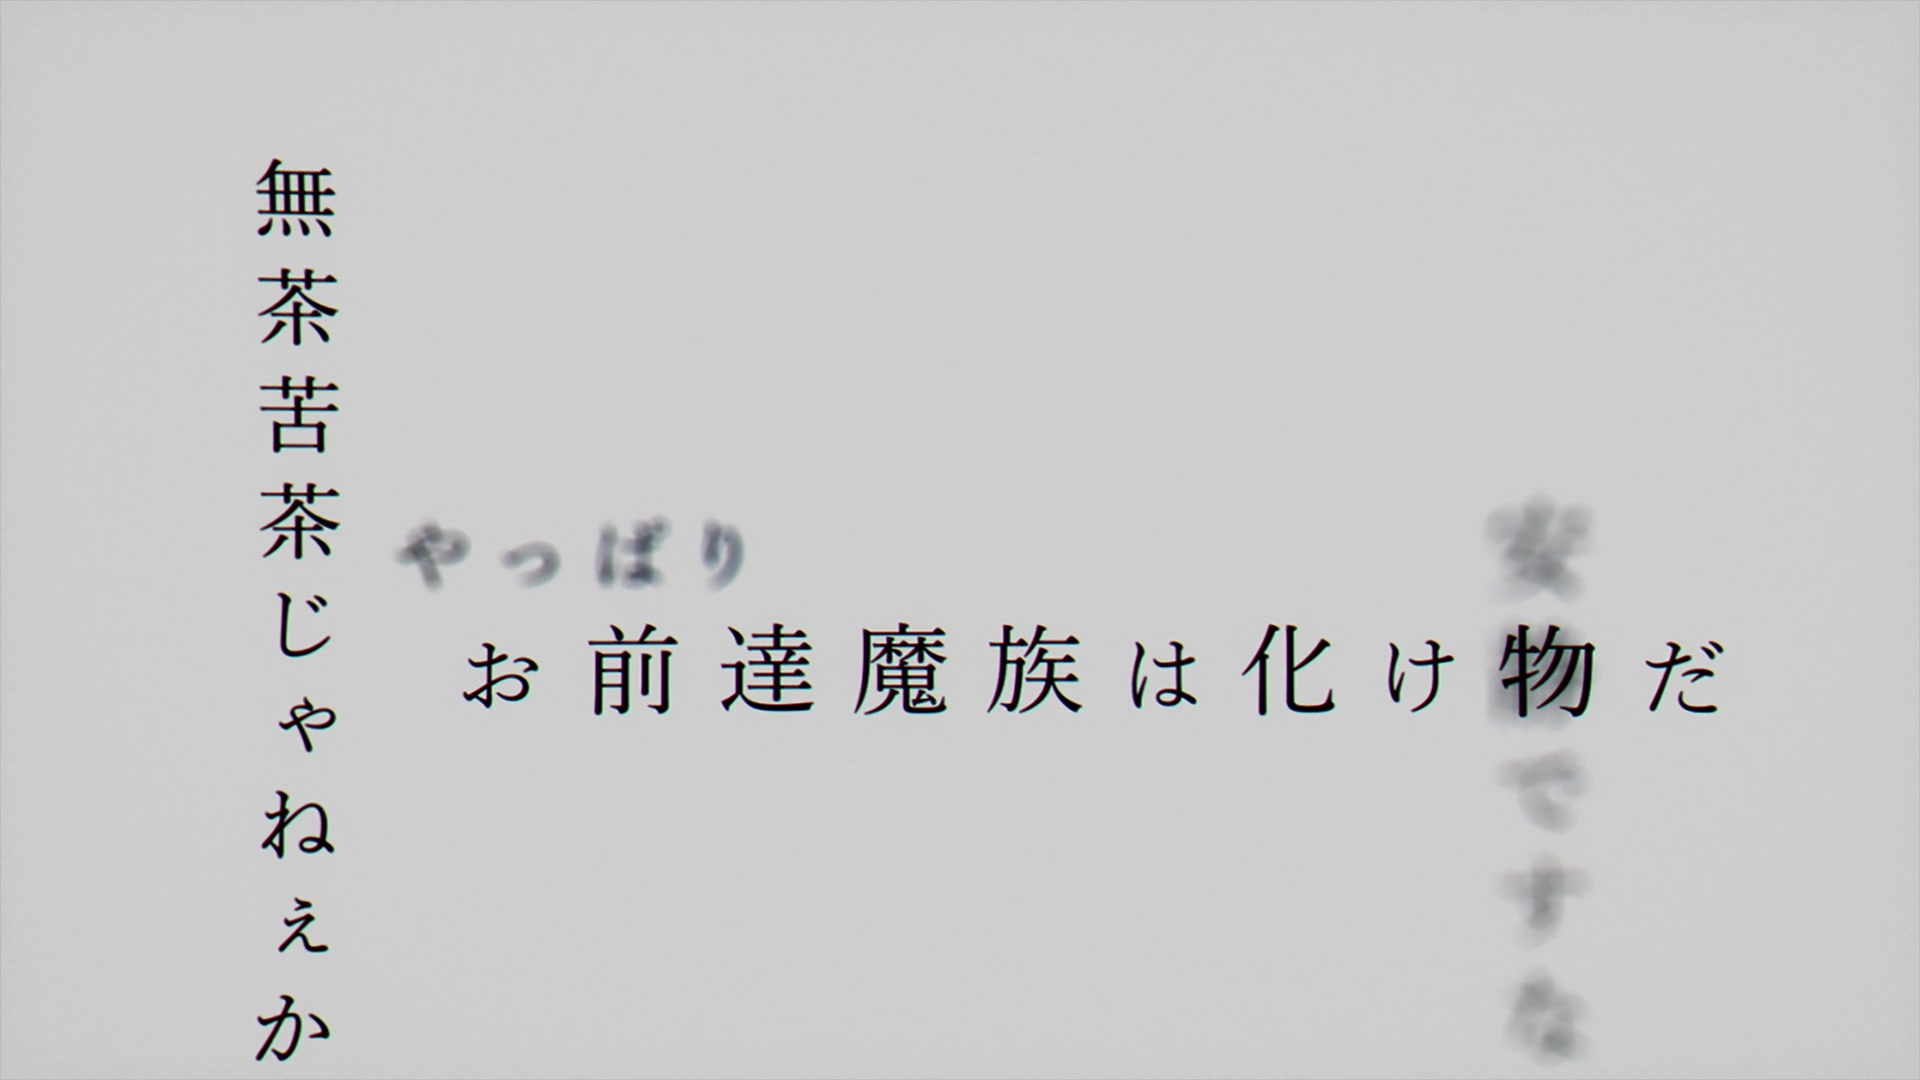 無茶苦茶じゃねぇか
やっぱり
お前達魔族は化け物だ